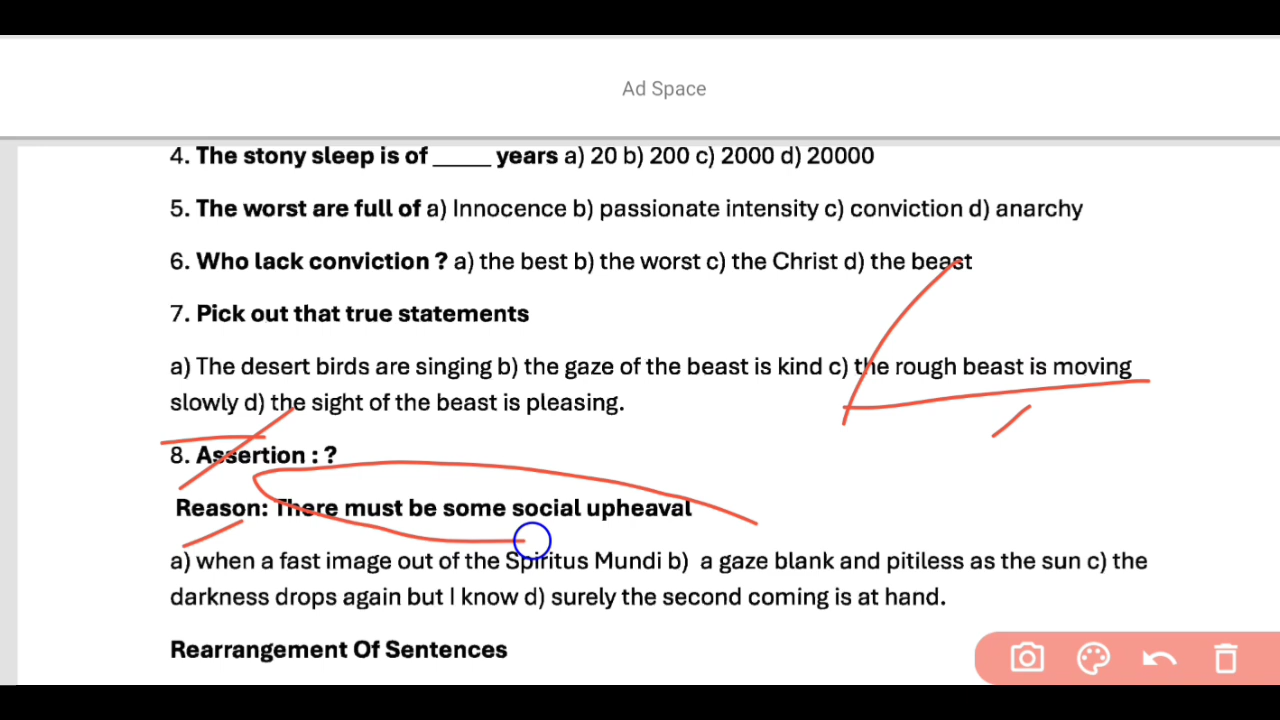 Ad Space
4. The stony sleep is of _____ years a) 20 b) 200 c) 2000 d) 20000
5. The worst are full of a) Innocence b) passionate intensity c) conviction d) anarchy
6. Who lack conviction ? a) the best b) the worst c) the Christ d) the beast
7. Pick out that true statements
a) The desert birds are singing b) the gaze of the beast is kind c) the rough beast is moving
slowly d) the sight of the beast is pleasing.
8. Assertion : ?
Reason: There must be some social upheaval
a) when a fast image out of the Spiritus Mundi b)  a gaze blank and pitiless as the sun c) the
darkness drops again but I know d) surely the second coming is at hand.
Rearrangement Of Sentences